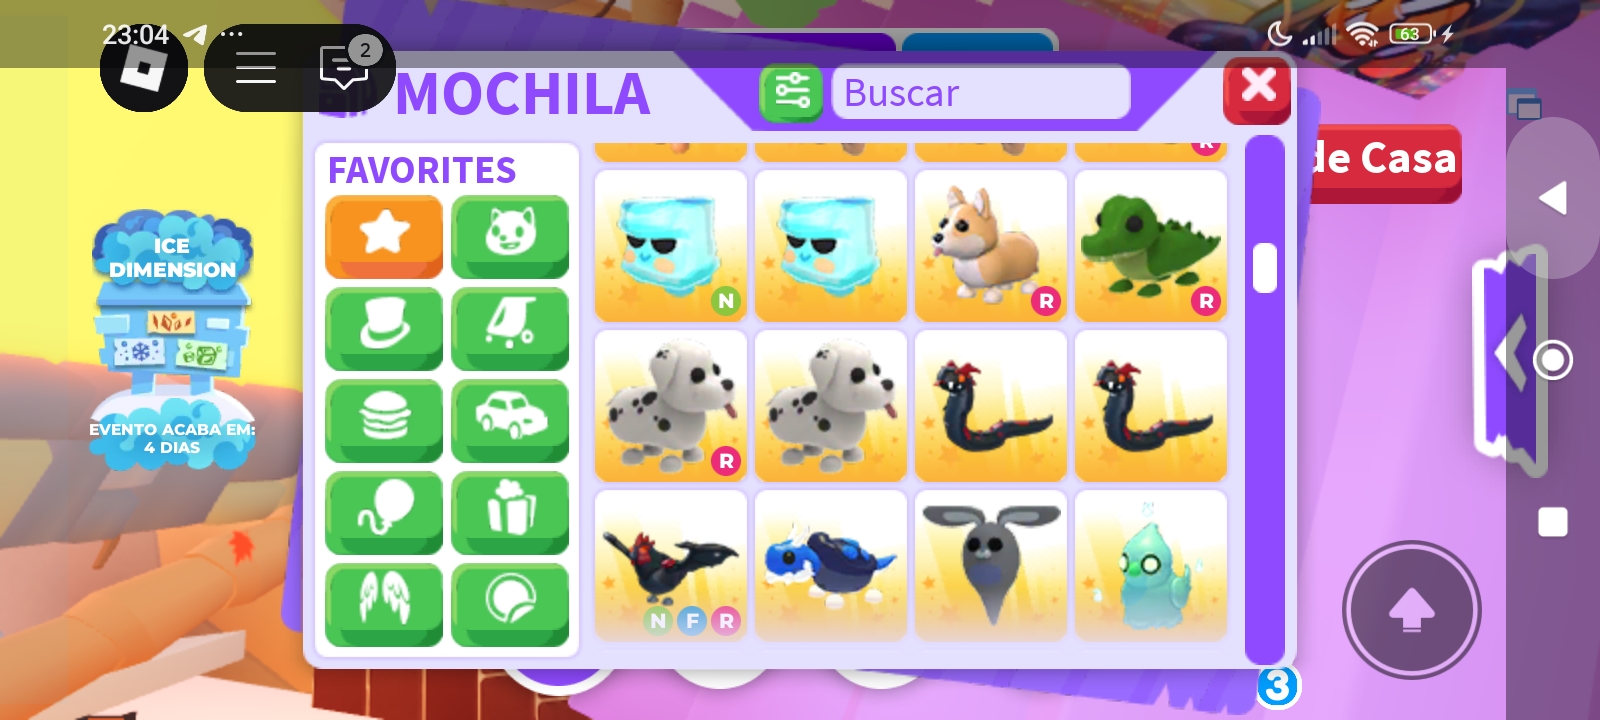 23:04
63
2
MOCHILA
Buscar
de Casa
FAVORITES
R
ICE
DIMENSION
N
R
R
EVENTO ACABA EM:
4 DIAS
R
N F R
3